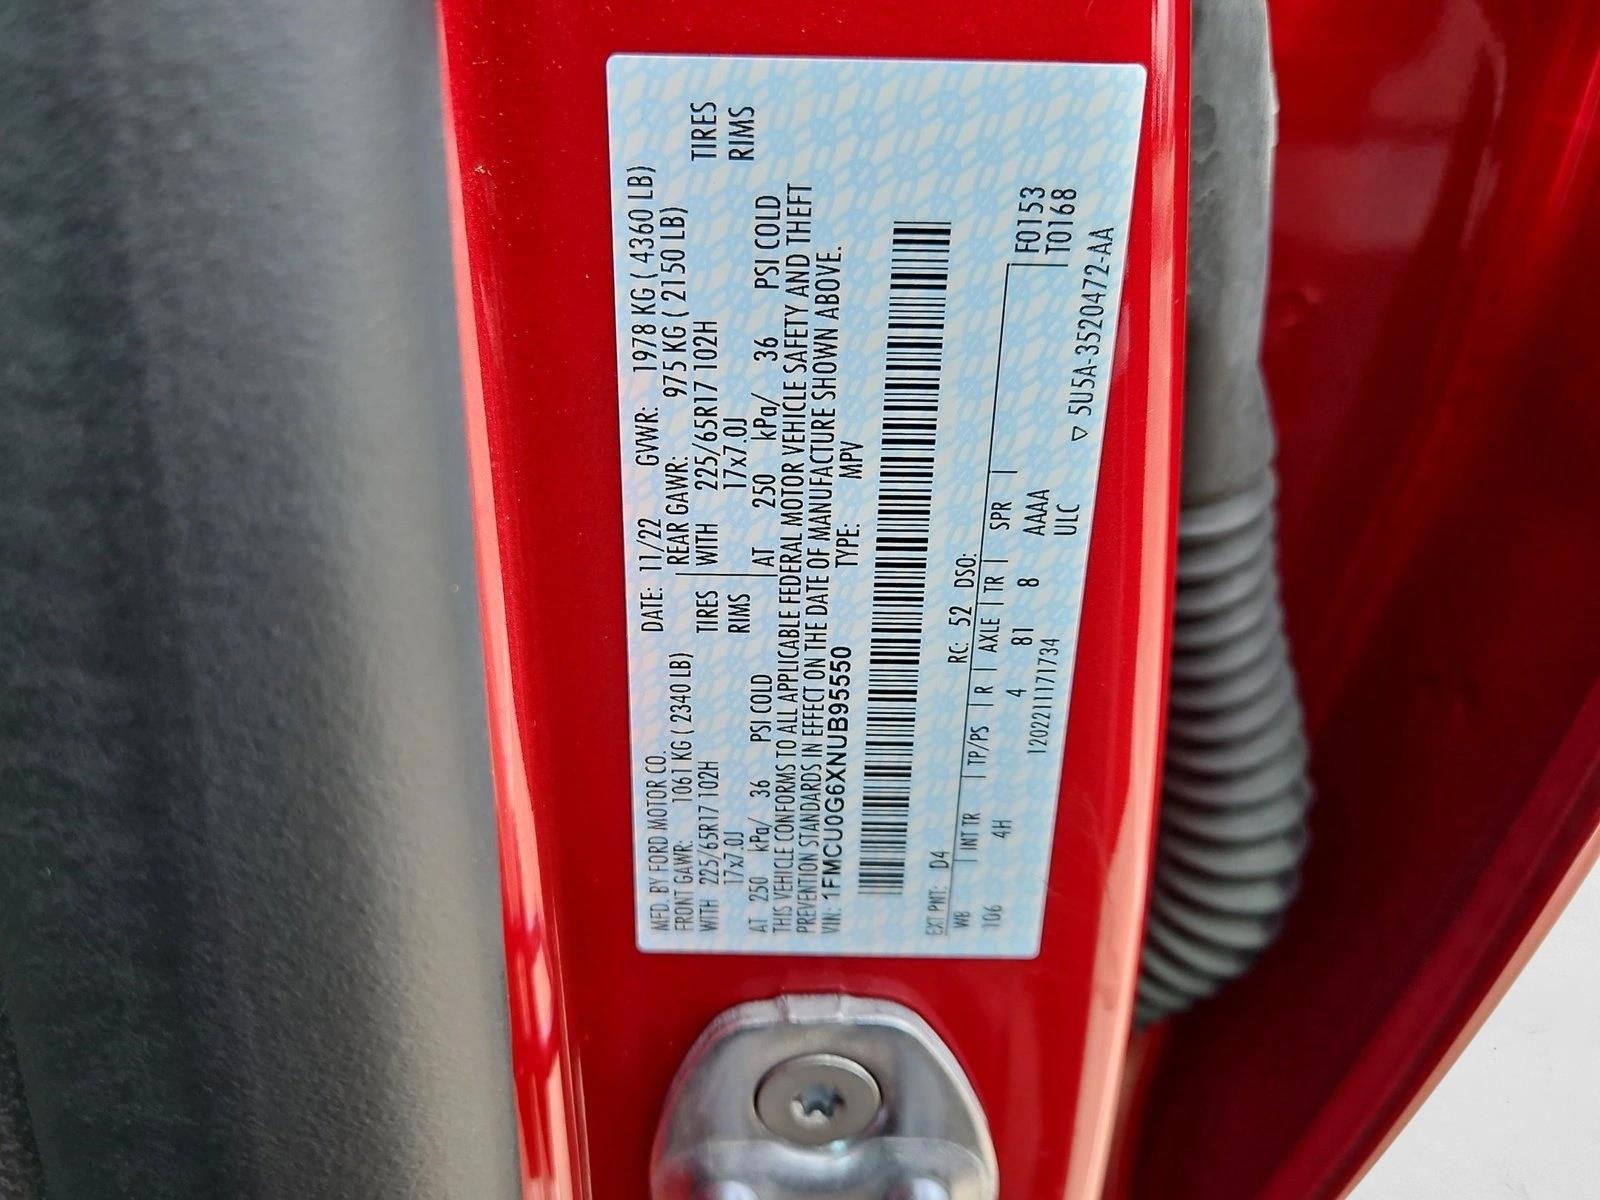 MFD. BY FORD MOTOR CO. DATE: 11/22 GVWR: 1978 KG ( 4360 LB)
FRONT GAWR: 1061 KG ( 2340 LB) REAR GAWR: 975 KG ( 2150 LB)
WITH 225/65R17 102H TIRES WITH 225/65R17 102H TIRES
17x7.0J RIMS 17x7.0J RIMS
AT 250 kPa/ 36 PSI COLD AT 250 kPa/ 36 PSI COLD
THIS VEHICLE CONFORMS TO ALL APPLICABLE FEDERAL MOTOR VEHICLE SAFETY AND THEFT
PREVENTION STANDARDS IN EFFECT ON THE DATE OF MANUFACTURE SHOWN ABOVE.
VIN: 1FMCU0G6XNUB95550 TYPE: MPV
EXT PNT: D4 RC: 52 DSO:
WB INT TR TP/PS R AXLE TR SPR F0153
106 4H 4 81 8 AAAA T0168
12022111171734 ULC
▽ 5U5A-3520472-AA